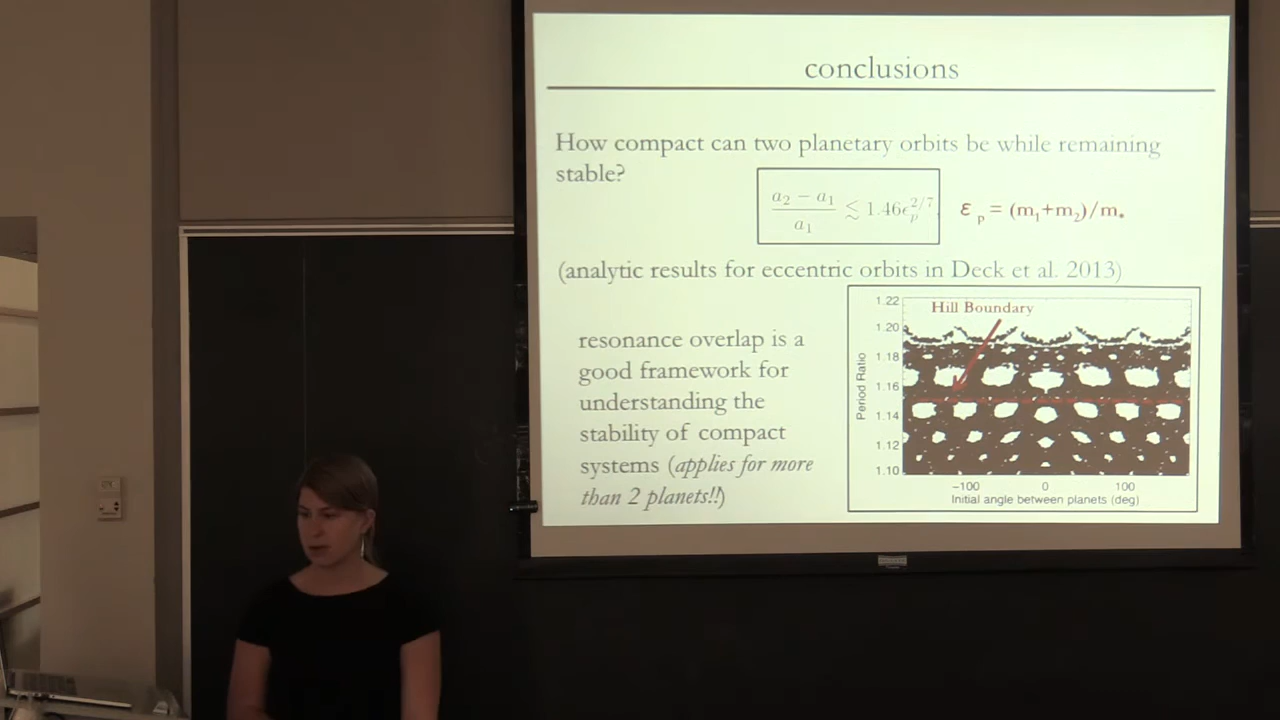 conclusions
How compact can two planetary orbits be while remaining
stable?
a₂ − a₁ / a₁ ≲ 1.46ϵₚ^2/7
ε ₚ = (m₁+m₂)/m⋆
(analytic results for eccentric orbits in Deck et al. 2013)
resonance overlap is a
good framework for
understanding the
stability of compact
systems (applies for more
than 2 planets!!)
Hill Boundary
Period Ratio
1.22
1.20
1.18
1.16
1.14
1.12
1.10
−100 0 100
Initial angle between planets (deg)